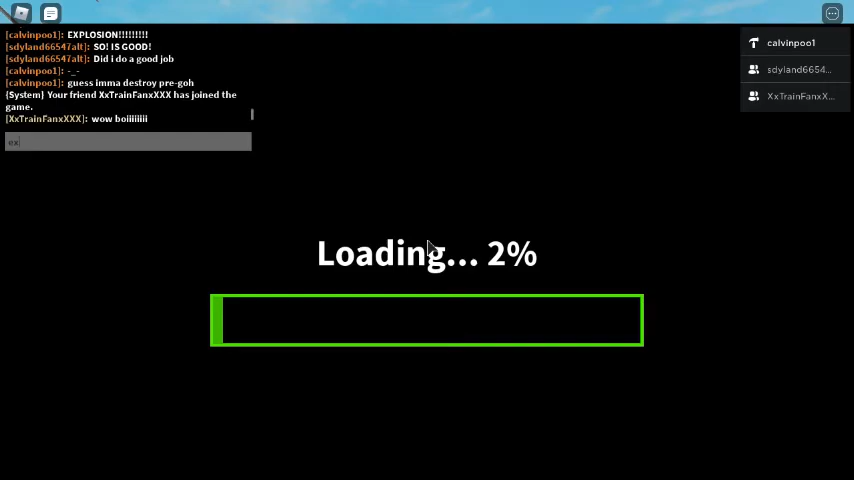 [calvinpoo1]: EXPLOSION!!!!!!!!!
[sdyland66547alt]: SO! IS GOOD!
[sdyland66547alt]: Did i do a good job
[calvinpoo1]: -_-
[calvinpoo1]: guess imma destroy pre-goh
{System} Your friend XxTrainFanxXXX has joined the
game.
[XxTrainFanxXXX]: wow boiiiiiiii
ex
calvinpoo1
sdyland6654...
XxTrainFanxX...
Loading... 2%